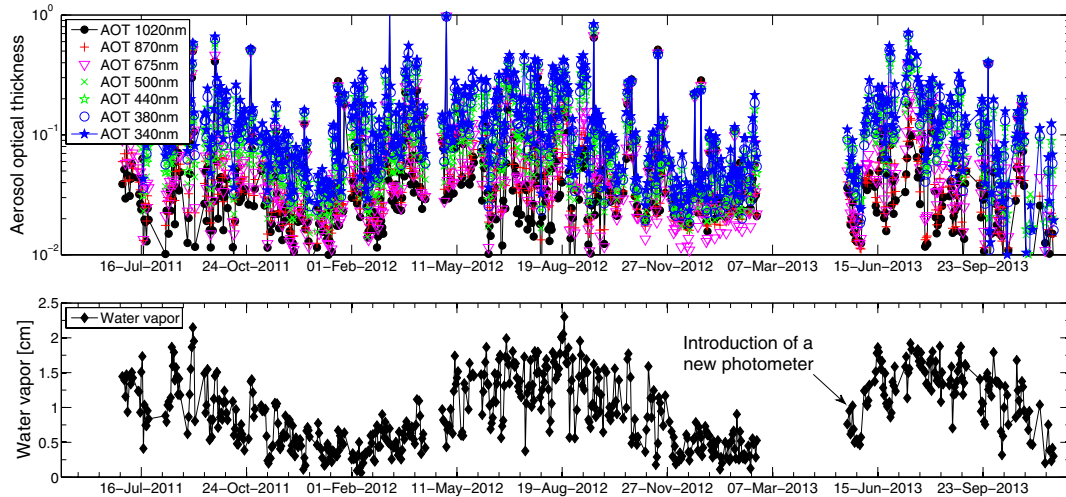 10^0
10^-1
10^-2
Aerosol optical thickness
AOT 1020nm
AOT 870nm
AOT 675nm
AOT 500nm
AOT 440nm
AOT 380nm
AOT 340nm
16-Jul-2011 24-Oct-2011 01-Feb-2012 11-May-2012 19-Aug-2012 27-Nov-2012 07-Mar-2013 15-Jun-2013 23-Sep-2013
2.5
2
1.5
1
0.5
0
Water vapor [cm]
Water vapor
Introduction of a
new photometer
16-Jul-2011 24-Oct-2011 01-Feb-2012 11-May-2012 19-Aug-2012 27-Nov-2012 07-Mar-2013 15-Jun-2013 23-Sep-2013